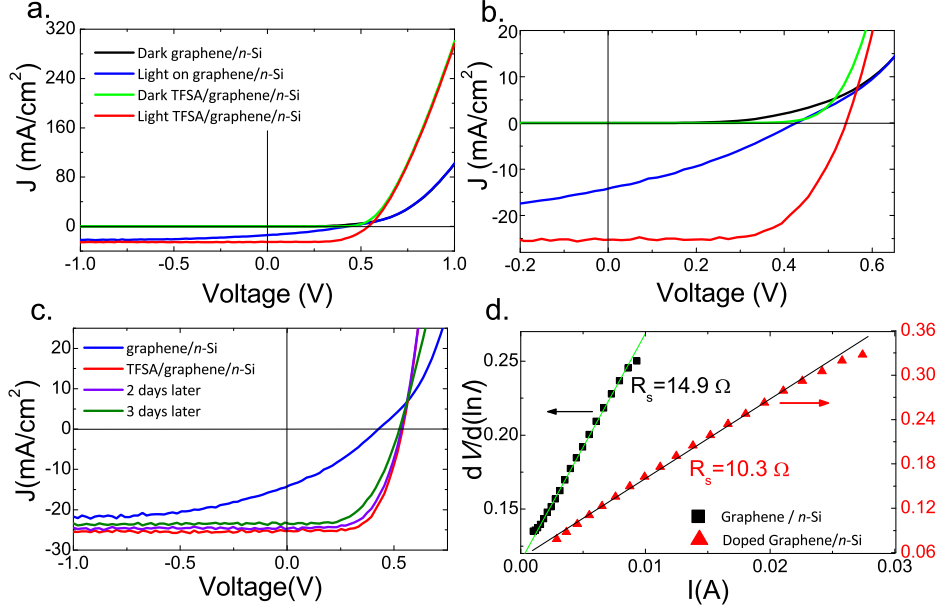 a.
320
240
160
80
0
J (mA/cm²)
Dark graphene/n-Si
Light on graphene/n-Si
Dark TFSA/graphene/n-Si
Light TFSA/graphene/n-Si
-1.0 -0.5 0.0 0.5 1.0
Voltage (V)
b.
20
10
0
-10
-20
J (mA/cm²)
-0.2 0.0 0.2 0.4 0.6
Voltage (V)
c.
20
10
0
-10
-20
-30
J(mA/cm²)
graphene/n-Si
TFSA/graphene/n-Si
2 days later
3 days later
-1.0 -0.5 0.0 0.5
Voltage(V)
d.
0.25
0.20
0.15
dV/d(lnI)
Rs=14.9 Ω
Rs=10.3 Ω
Graphene / n-Si
Doped Graphene/n-Si
0.36
0.30
0.24
0.18
0.12
0.06
0.00 0.01 0.02 0.03
I(A)